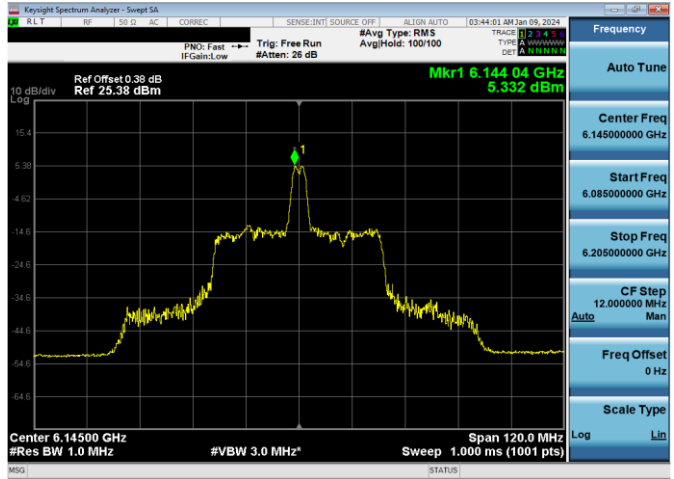 Keysight Spectrum Analyzer - Swept SA
LXI RLT RF 50 Ω AC CORREC SENSE:INT SOURCE OFF ALIGN AUTO 03:44:01 AM Jan 09, 2024
PNO: Fast
IFGain:Low
Trig: Free Run
#Atten: 26 dB
#Avg Type: RMS
Avg|Hold: 100/100
TRACE 1 2 3 4 5 6
TYPE A WWWWW
DET A NNNNN
Ref Offset 0.38 dB
10 dB/div Ref 25.38 dBm
Log
Mkr1 6.144 04 GHz
5.332 dBm
1
15.4
5.38
-4.62
-14.6
-24.6
-34.6
-44.6
-54.6
-64.6
Center 6.14500 GHz
#Res BW 1.0 MHz
#VBW 3.0 MHz*
Span 120.0 MHz
Sweep 1.000 ms (1001 pts)
MSG
STATUS
Frequency
Auto Tune
Center Freq
6.145000000 GHz
Start Freq
6.085000000 GHz
Stop Freq
6.205000000 GHz
CF Step
12.000000 MHz
Auto Man
Freq Offset
0 Hz
Scale Type
Log Lin